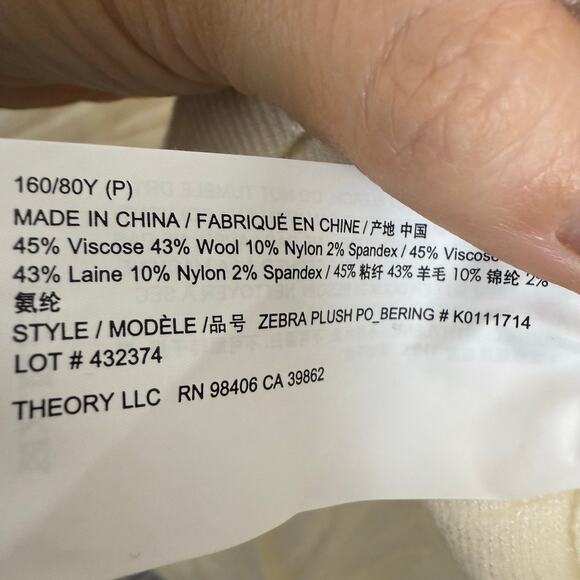 160/80Y (P)
MADE IN CHINA / FABRIQUÉ EN CHINE / 产地 中国
45% Viscose 43% Wool 10% Nylon 2% Spandex / 45% Viscose
43% Laine 10% Nylon 2% Spandex / 45% 粘纤 43% 羊毛 10% 锦纶 2%
氨纶
STYLE / MODÈLE /品号 ZEBRA PLUSH PO_BERING # K0111714
LOT # 432374
THEORY LLC RN 98406 CA 39862